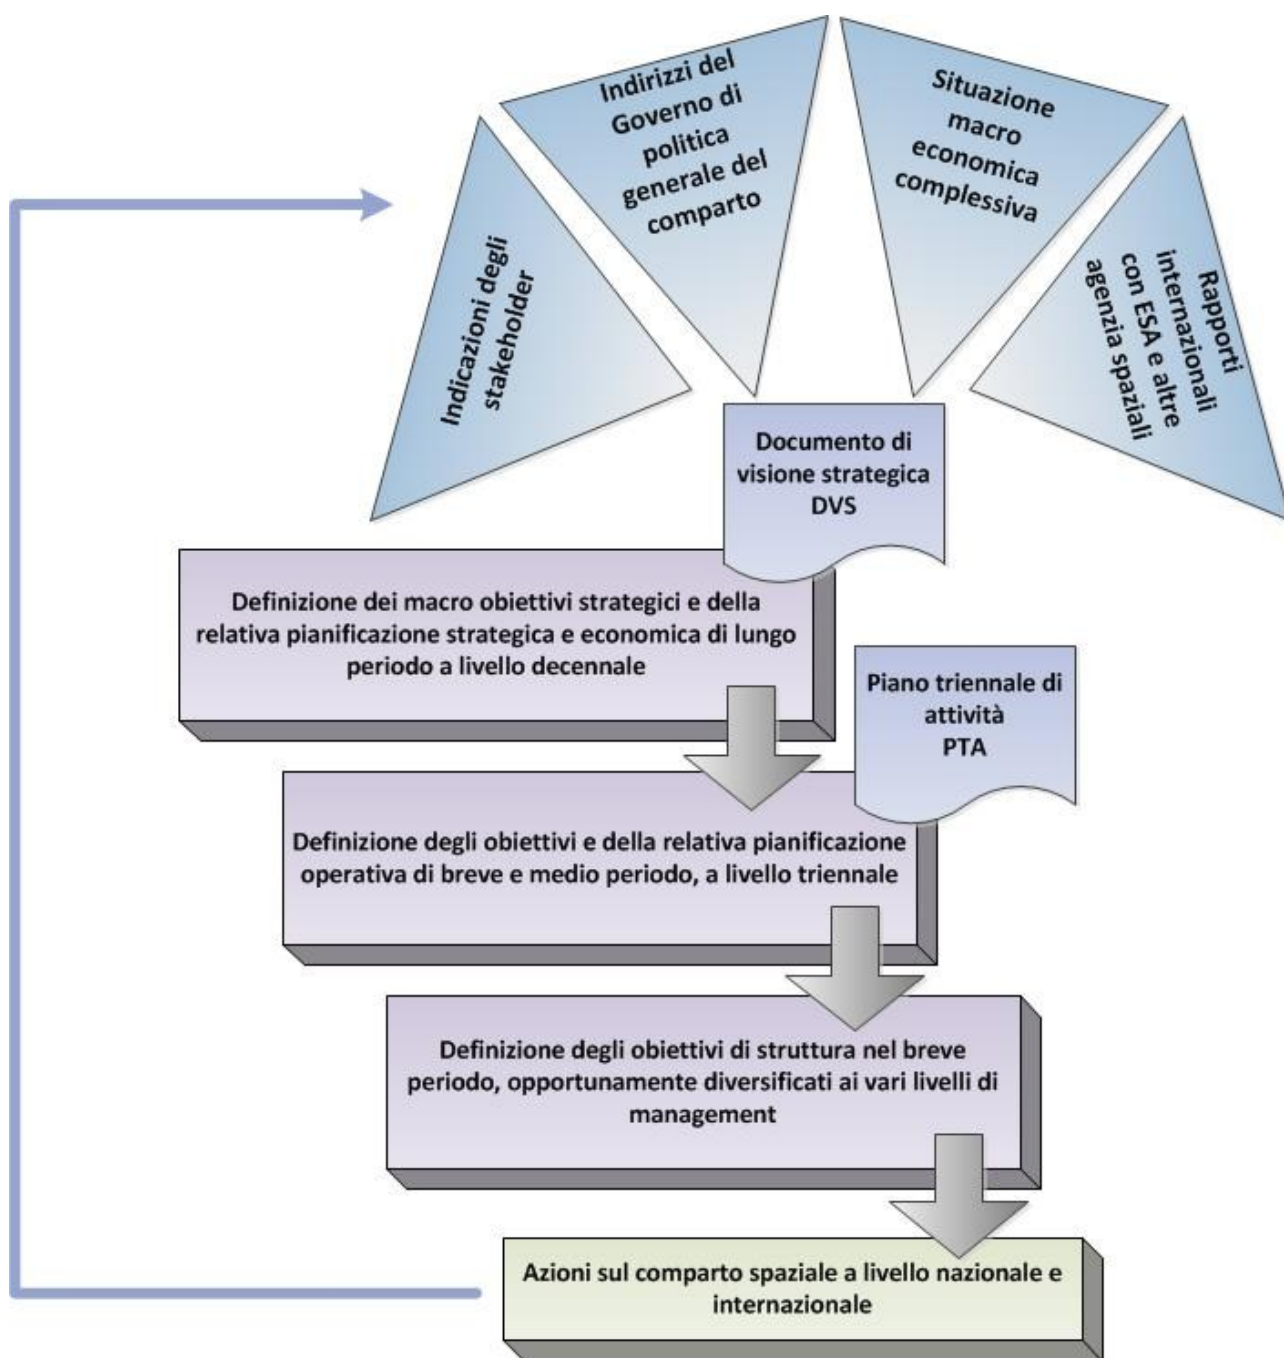 Indicazioni degli
stakeholder
Indirizzi del
Governo di
politica
generale del
comparto
Situazione
macro
economica
complessiva
Rapporti
internazionali
con ESA e altre
agenzia spaziali
Documento di
visione strategica
DVS
Definizione dei macro obiettivi strategici e della
relativa pianificazione strategica e economica di lungo
periodo a livello decennale
Piano triennale di
attività
PTA
Definizione degli obiettivi e della relativa pianificazione
operativa di breve e medio periodo, a livello triennale
Definizione degli obiettivi di struttura nel breve
periodo, opportunamente diversificati ai vari livelli di
management
Azioni sul comparto spaziale a livello nazionale e
internazionale